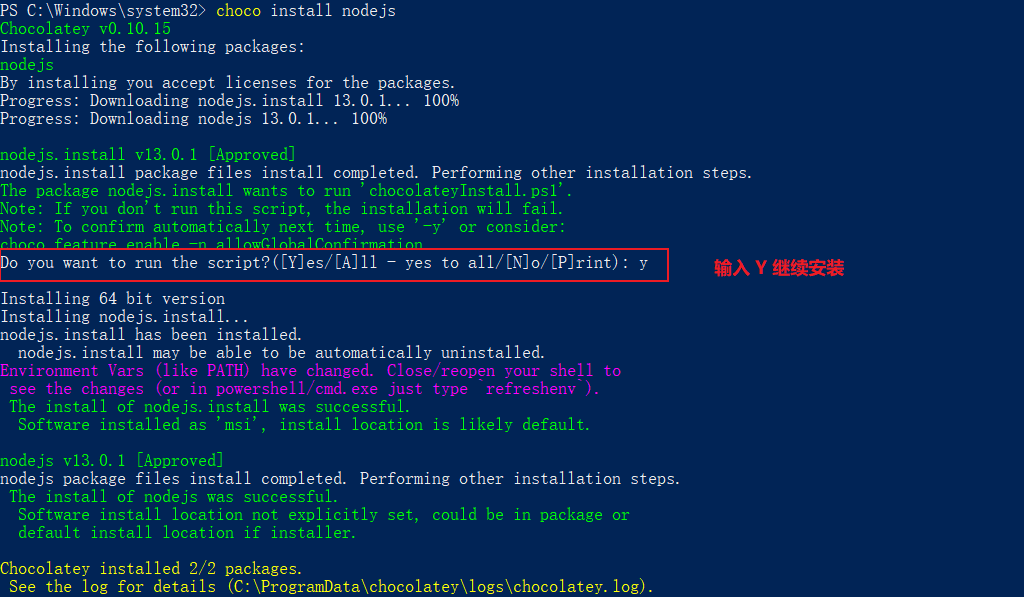 PS C:\Windows\system32> choco install nodejs
Chocolatey v0.10.15
Installing the following packages:
nodejs
By installing you accept licenses for the packages.
Progress: Downloading nodejs.install 13.0.1... 100%
Progress: Downloading nodejs 13.0.1... 100%
nodejs.install v13.0.1 [Approved]
nodejs.install package files install completed. Performing other installation steps.
The package nodejs.install wants to run 'chocolateyInstall.ps1'.
Note: If you don't run this script, the installation will fail.
Note: To confirm automatically next time, use '-y' or consider:
choco feature enable -n allowGlobalConfirmation
Do you want to run the script?([Y]es/[A]ll - yes to all/[N]o/[P]rint): y
输入 Y 继续安装
Installing 64 bit version
Installing nodejs.install...
nodejs.install has been installed.
nodejs.install may be able to be automatically uninstalled.
Environment Vars (like PATH) have changed. Close/reopen your shell to
see the changes (or in powershell/cmd.exe just type `refreshenv`).
The install of nodejs.install was successful.
Software installed as 'msi', install location is likely default.
nodejs v13.0.1 [Approved]
nodejs package files install completed. Performing other installation steps.
The install of nodejs was successful.
Software install location not explicitly set, could be in package or
default install location if installer.
Chocolatey installed 2/2 packages.
See the log for details (C:\ProgramData\chocolatey\logs\chocolatey.log).